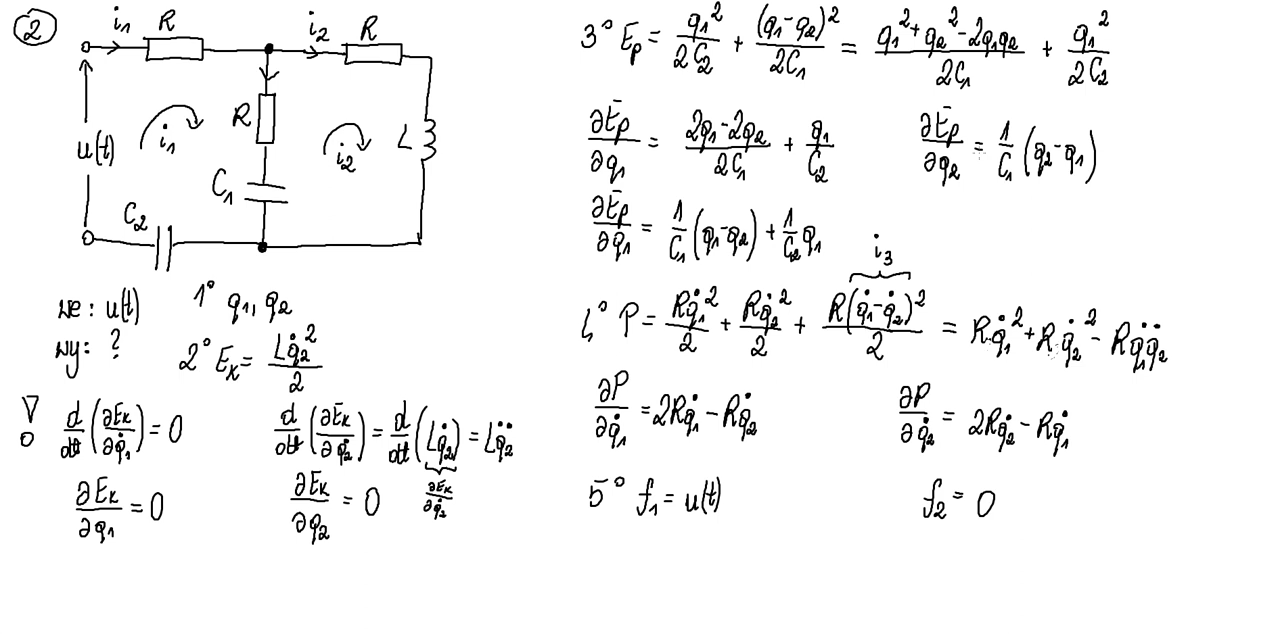 ②
i₁ R i₂ R
R
u(t) i₁ i₂ L
C₁
C₂
we: u(t)
wy: ?
1° q₁, q₂
2° Eₖ = Lq̇₂²/2
! d/dt (∂Eₖ/∂q̇₁) = 0
d/dt (∂Eₖ/∂q̇₂) = d/dt (Lq̇₂) = Lq̈₂
∂Eₖ/∂q̇₂
∂Eₖ/∂q₁ = 0
∂Eₖ/∂q₂ = 0
3° Eₚ = q₁²/2C₂ + (q₁-q₂)²/2C₁ = (q₁²+q₂²-2q₁q₂)/2C₁ + q₁²/2C₂
∂Eₚ/∂q₁ = (2q₁-2q₂)/2C₁ + q₁/C₂
∂Eₚ/∂q₂ = 1/C₁ (q₂-q₁)
∂Eₚ/∂q₁ = 1/C₁ (q₁-q₂) + 1/C₂ q₁
i₃
4° P = Rq̇₁²/2 + Rq̇₂²/2 + R(q̇₁-q̇₂)²/2 = Rq̇₁² + Rq̇₂² - Rq̇₁q̇₂
∂P/∂q̇₁ = 2Rq̇₁ - Rq̇₂
∂P/∂q̇₂ = 2Rq̇₂ - Rq̇₁
5° f₁ = u(t)
f₂ = 0